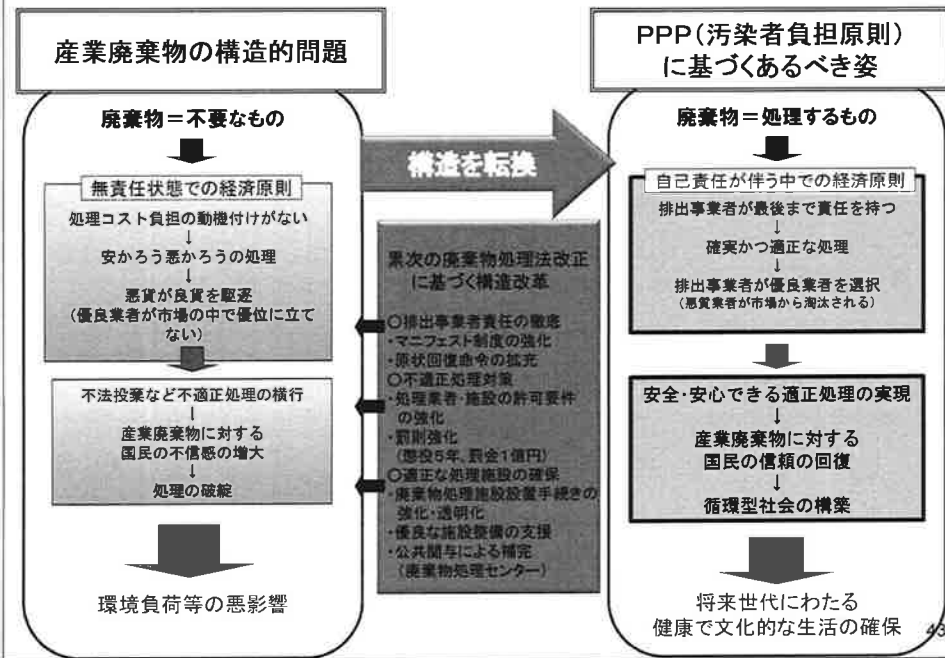 産業廃棄物の構造的問題
廃棄物＝不要なもの
無責任状態での経済原則
処理コスト負担の動機付けがない
↓
安かろう悪かろうの処理
↓
悪貨が良貨を駆逐
(優良業者が市場の中で優位に立て
ない)
不法投棄など不適正処理の横行
↓
産業廃棄物に対する
国民の不信感の増大
↓
処理の破綻
環境負荷等の悪影響
構造を転換
累次の廃棄物処理法改正
に基づく構造改革
○排出事業者責任の徹底
・マニフェスト制度の強化
・原状回復命令の拡充
○不適正処理対策
・処理業者・施設の許可要件
の強化
・罰則強化
(懲役5年、罰金1億円)
○適正な処理施設の確保
・廃棄物処理施設設置手続きの
強化・透明化
・優良な施設整備の支援
・公共関与による補完
(廃棄物処理センター)
PPP(汚染者負担原則)
に基づくあるべき姿
廃棄物＝処理するもの
自己責任が伴う中での経済原則
排出事業者が最後まで責任を持つ
↓
確実かつ適正な処理
↓
排出事業者が優良業者を選択
(悪質業者が市場から淘汰される)
安全・安心できる適正処理の実現
↓
産業廃棄物に対する
国民の信頼の回復
↓
循環型社会の構築
将来世代にわたる
健康で文化的な生活の確保
43